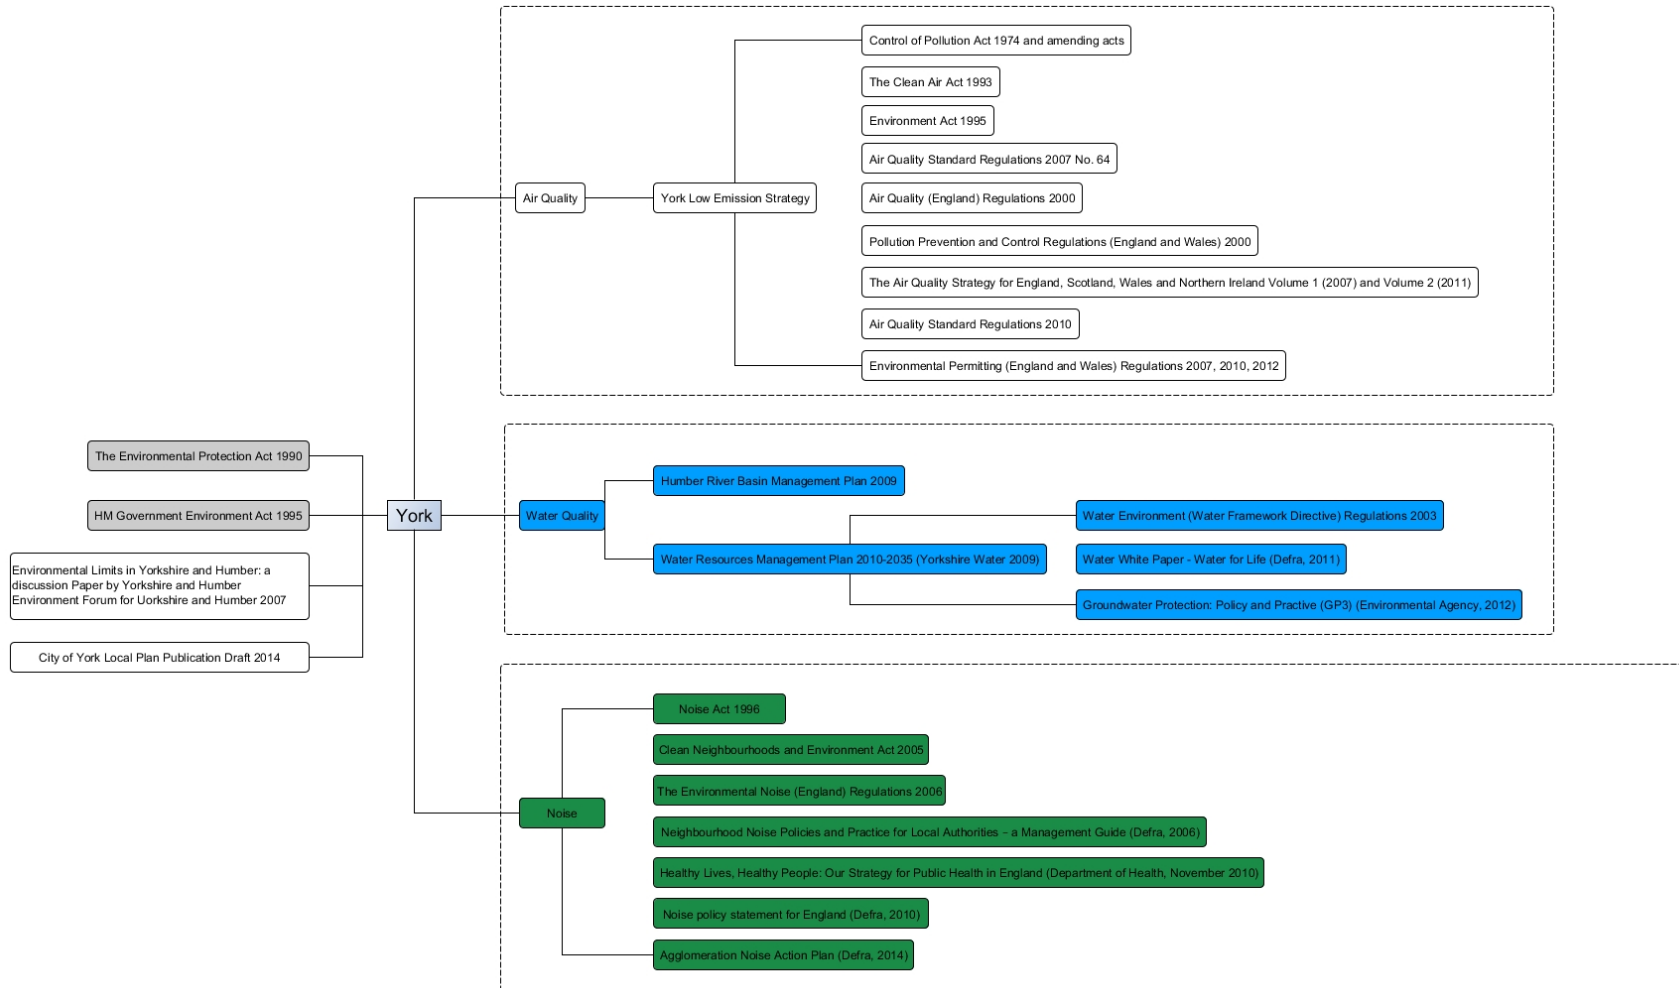 Control of Pollution Act 1974 and amending acts
The Clean Air Act 1993
Environment Act 1995
Air Quality Standard Regulations 2007 No. 64
Air Quality
York Low Emission Strategy
Air Quality (England) Regulations 2000
Pollution Prevention and Control Regulations (England and Wales) 2000
The Air Quality Strategy for England, Scotland, Wales and Northern Ireland Volume 1 (2007) and Volume 2 (2011)
Air Quality Standard Regulations 2010
Environmental Permitting (England and Wales) Regulations 2007, 2010, 2012
The Environmental Protection Act 1990
HM Government Environment Act 1995
Environmental Limits in Yorkshire and Humber: a
discussion Paper by Yorkshire and Humber
Environment Forum for Uorkshire and Humber 2007
City of York Local Plan Publication Draft 2014
York
Water Quality
Humber River Basin Management Plan 2009
Water Resources Management Plan 2010-2035 (Yorkshire Water 2009)
Water Environment (Water Framework Directive) Regulations 2003
Water White Paper - Water for Life (Defra, 2011)
Groundwater Protection: Policy and Practive (GP3) (Environmental Agency, 2012)
Noise
Noise Act 1996
Clean Neighbourhoods and Environment Act 2005
The Environmental Noise (England) Regulations 2006
Neighbourhood Noise Policies and Practice for Local Authorities – a Management Guide (Defra, 2006)
Healthy Lives, Healthy People: Our Strategy for Public Health in England (Department of Health, November 2010)
Noise policy statement for England (Defra, 2010)
Agglomeration Noise Action Plan (Defra, 2014)